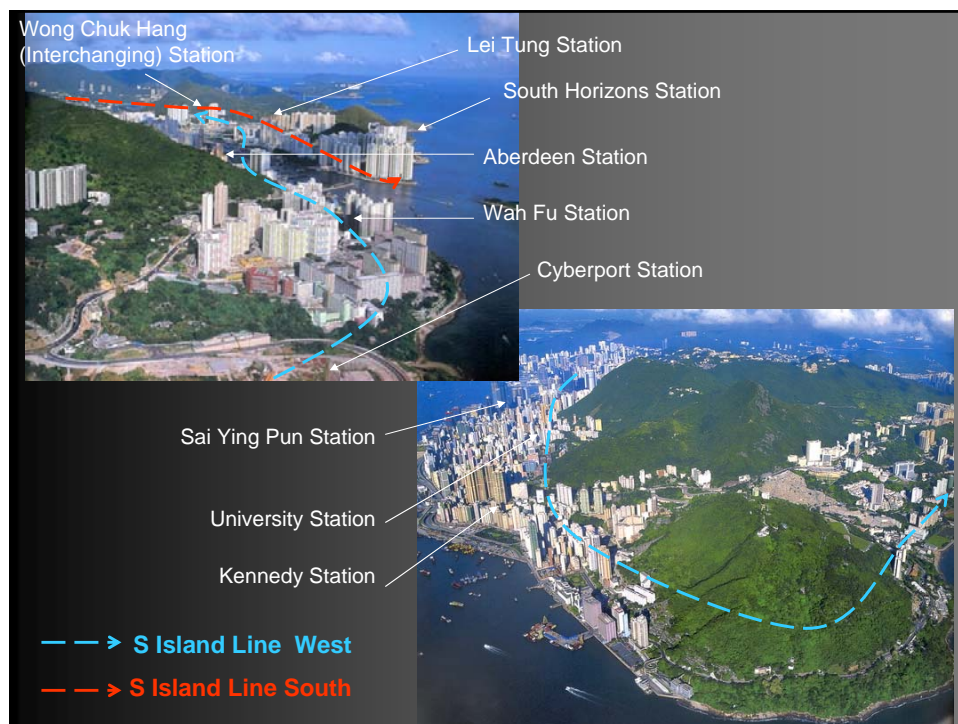 Wong Chuk Hang
(Interchanging) Station
Lei Tung Station
South Horizons Station
Aberdeen Station
Wah Fu Station
Cyberport Station
Sai Ying Pun Station
University Station
Kennedy Station
S Island Line West
S Island Line South